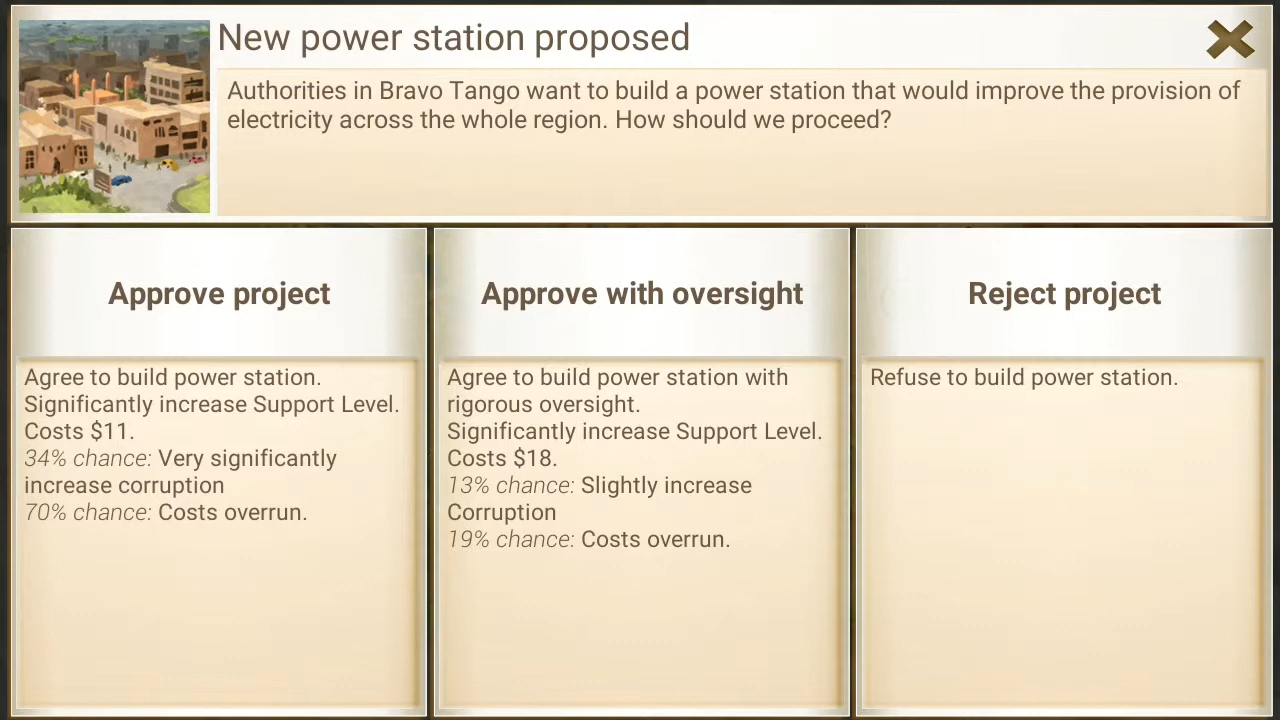 New power station proposed
Authorities in Bravo Tango want to build a power station that would improve the provision of
electricity across the whole region. How should we proceed?
Approve project
Agree to build power station.
Significantly increase Support Level.
Costs $11.
34% chance: Very significantly
increase corruption
70% chance: Costs overrun.
Approve with oversight
Agree to build power station with
rigorous oversight.
Significantly increase Support Level.
Costs $18.
13% chance: Slightly increase
Corruption
19% chance: Costs overrun.
Reject project
Refuse to build power station.